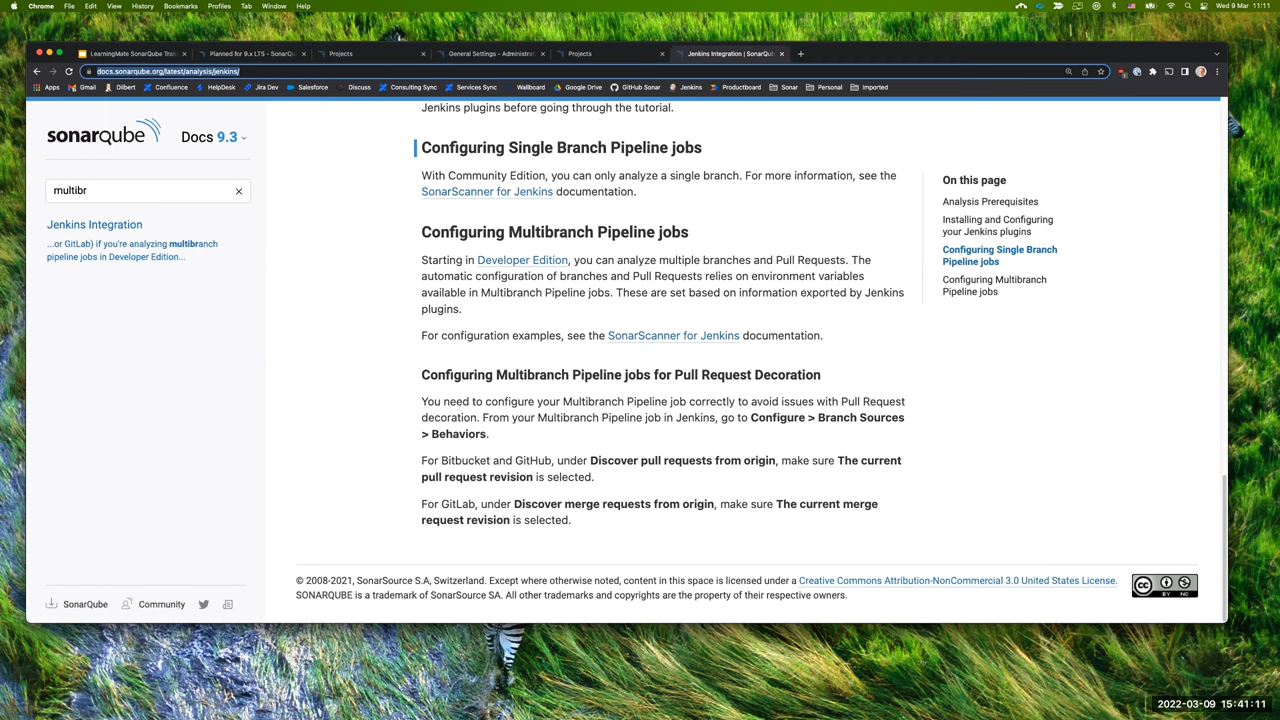 Chrome File Edit View History Bookmarks Profiles Tab Window Help
Wed 9 Mar 11:11
LearningMate SonarQube Train
Planned for 9.x LTS - SonarQu
Projects
General Settings - Administrat
Projects
Jenkins Integration | SonarQub
docs.sonarqube.org/latest/analysis/jenkins/
Apps Gmail Dilbert Confluence HelpDesk Jira Dev Salesforce Discuss Consulting Sync Services Sync Wallboard Google Drive GitHub Sonar Jenkins Productboard Sonar Personal Imported
sonarqube
Docs 9.3
multibr
Jenkins Integration
...or GitLab) if you're analyzing multibranch
pipeline jobs in Developer Edition...
Jenkins plugins before going through the tutorial.
Configuring Single Branch Pipeline jobs
With Community Edition, you can only analyze a single branch. For more information, see the
SonarScanner for Jenkins documentation.
Configuring Multibranch Pipeline jobs
Starting in Developer Edition, you can analyze multiple branches and Pull Requests. The
automatic configuration of branches and Pull Requests relies on environment variables
available in Multibranch Pipeline jobs. These are set based on information exported by Jenkins
plugins.
For configuration examples, see the SonarScanner for Jenkins documentation.
Configuring Multibranch Pipeline jobs for Pull Request Decoration
You need to configure your Multibranch Pipeline job correctly to avoid issues with Pull Request
decoration. From your Multibranch Pipeline job in Jenkins, go to Configure > Branch Sources
> Behaviors.
For Bitbucket and GitHub, under Discover pull requests from origin, make sure The current
pull request revision is selected.
For GitLab, under Discover merge requests from origin, make sure The current merge
request revision is selected.
On this page
Analysis Prerequisites
Installing and Configuring
your Jenkins plugins
Configuring Single Branch
Pipeline jobs
Configuring Multibranch
Pipeline jobs
SonarQube Community
© 2008-2021, SonarSource S.A, Switzerland. Except where otherwise noted, content in this space is licensed under a Creative Commons Attribution-NonCommercial 3.0 United States License.
SONARQUBE is a trademark of SonarSource SA. All other trademarks and copyrights are the property of their respective owners.
CC
BY NC
2022-03-09 15:41:11